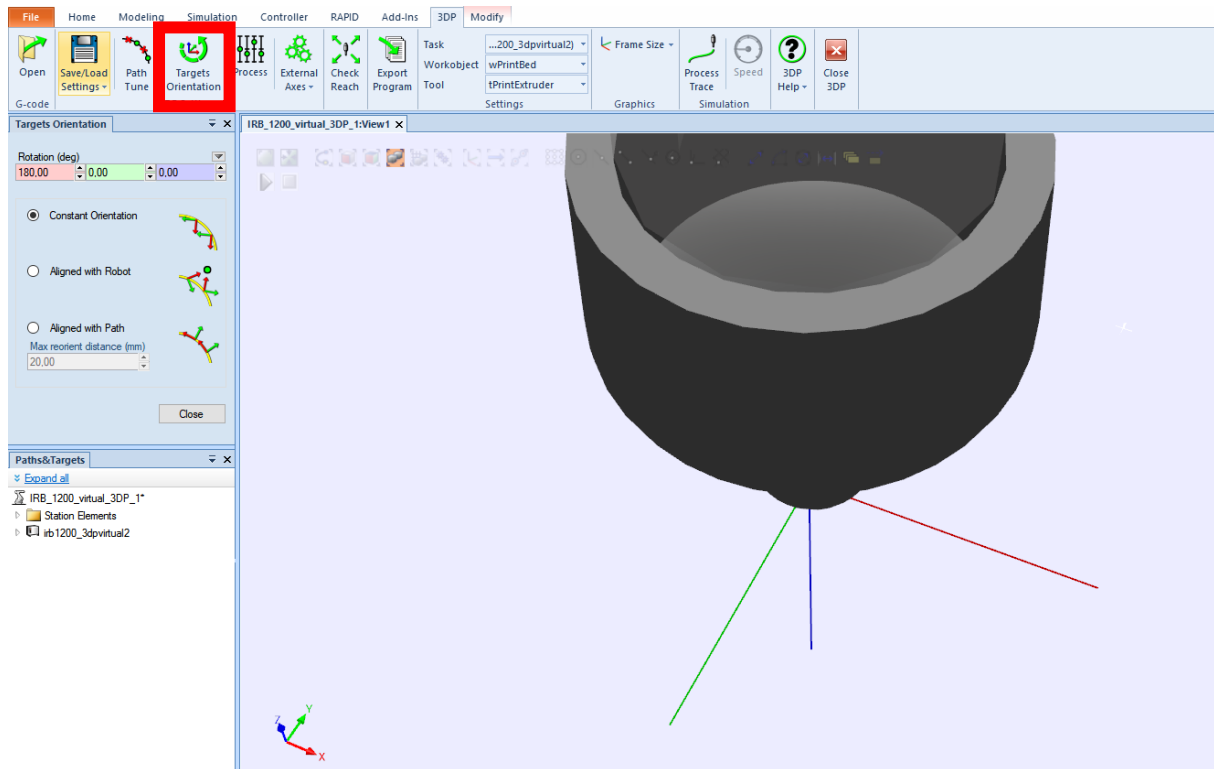 File Home Modeling Simulation Controller RAPID Add-Ins 3DP Modify
Open
Save/Load
Settings
Path
Tune
Targets
Orientation
Process
External
Axes
Check
Reach
Export
Program
Task ...200_3dpvirtual2)
Workobject wPrintBed
Tool tPrintExtruder
Frame Size
Process
Trace
Speed
3DP
Help
Close
3DP
G-code Settings Graphics Simulation
Targets Orientation
IRB_1200_virtual_3DP_1:View1
Rotation (deg)
180,00 0,00 0,00
Constant Orientation
Aligned with Robot
Aligned with Path
Max reorient distance (mm)
20,00
Close
Paths&Targets
Expand all
IRB_1200_virtual_3DP_1*
Station Elements
irb1200_3dpvirtual2
Z
Y
X